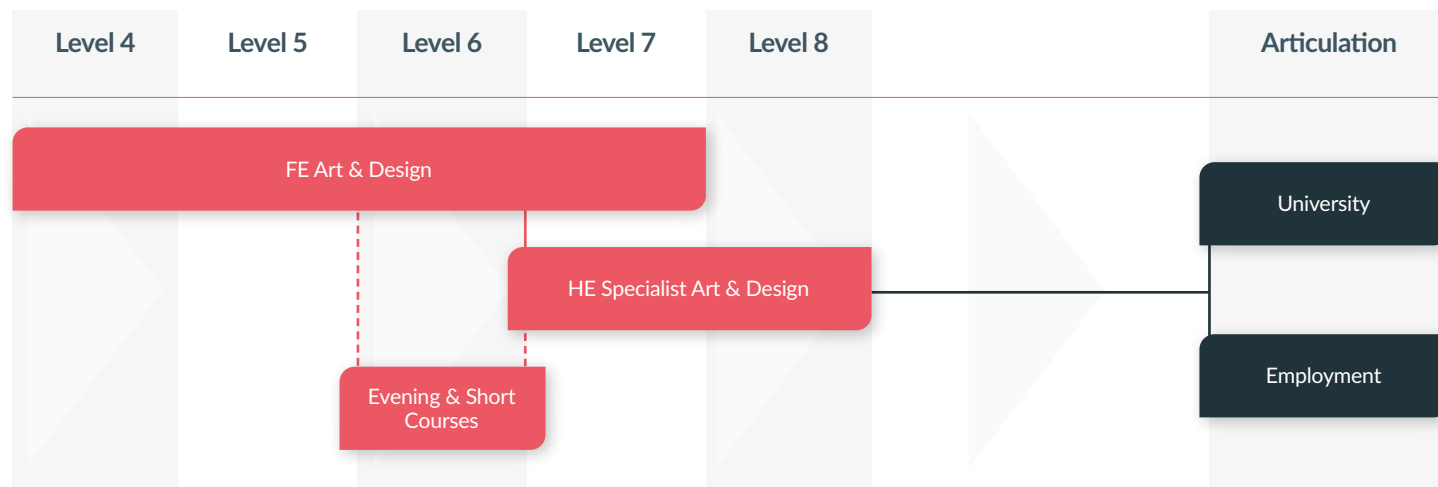 Level 4
Level 5
Level 6
Level 7
Level 8
Articulation
FE Art & Design
University
HE Specialist Art & Design
Employment
Evening & Short
Courses